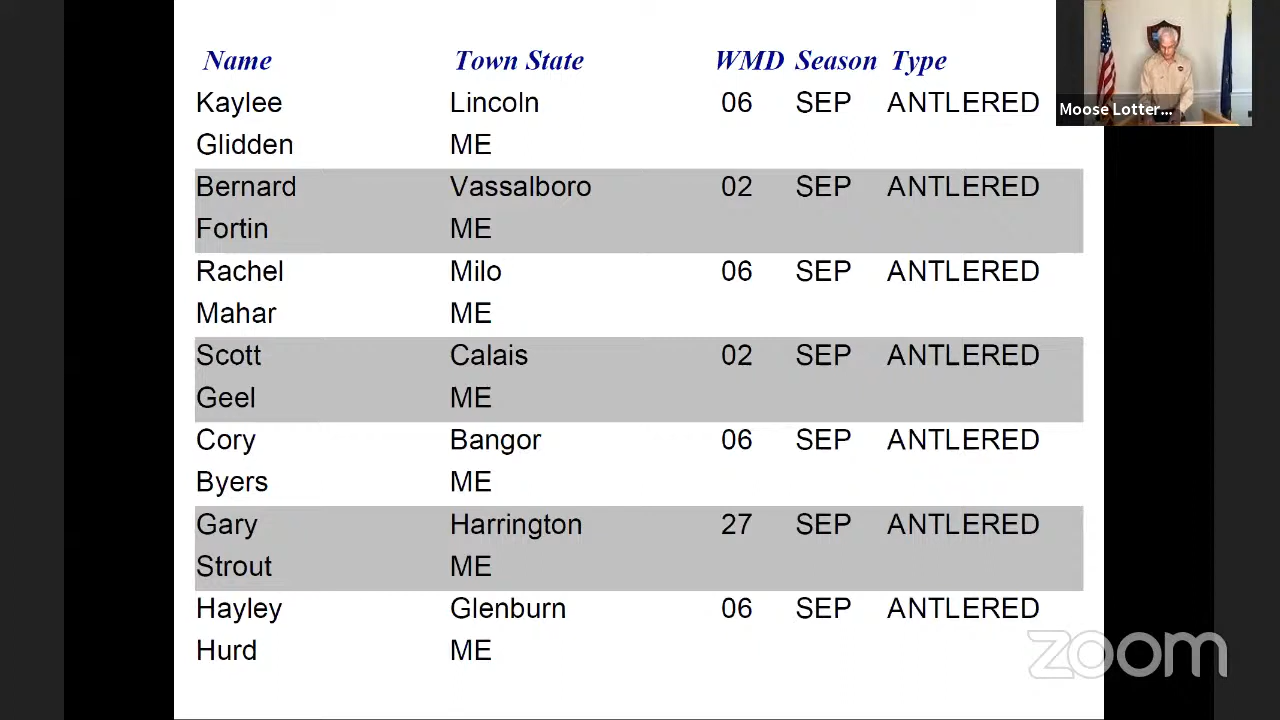 Name Town State WMD Season Type
Kaylee Lincoln 06 SEP ANTLERED
Glidden ME
Bernard Vassalboro 02 SEP ANTLERED
Fortin ME
Rachel Milo 06 SEP ANTLERED
Mahar ME
Scott Calais 02 SEP ANTLERED
Geel ME
Cory Bangor 06 SEP ANTLERED
Byers ME
Gary Harrington 27 SEP ANTLERED
Strout ME
Hayley Glenburn 06 SEP ANTLERED
Hurd ME
Moose Lotter...
zoom